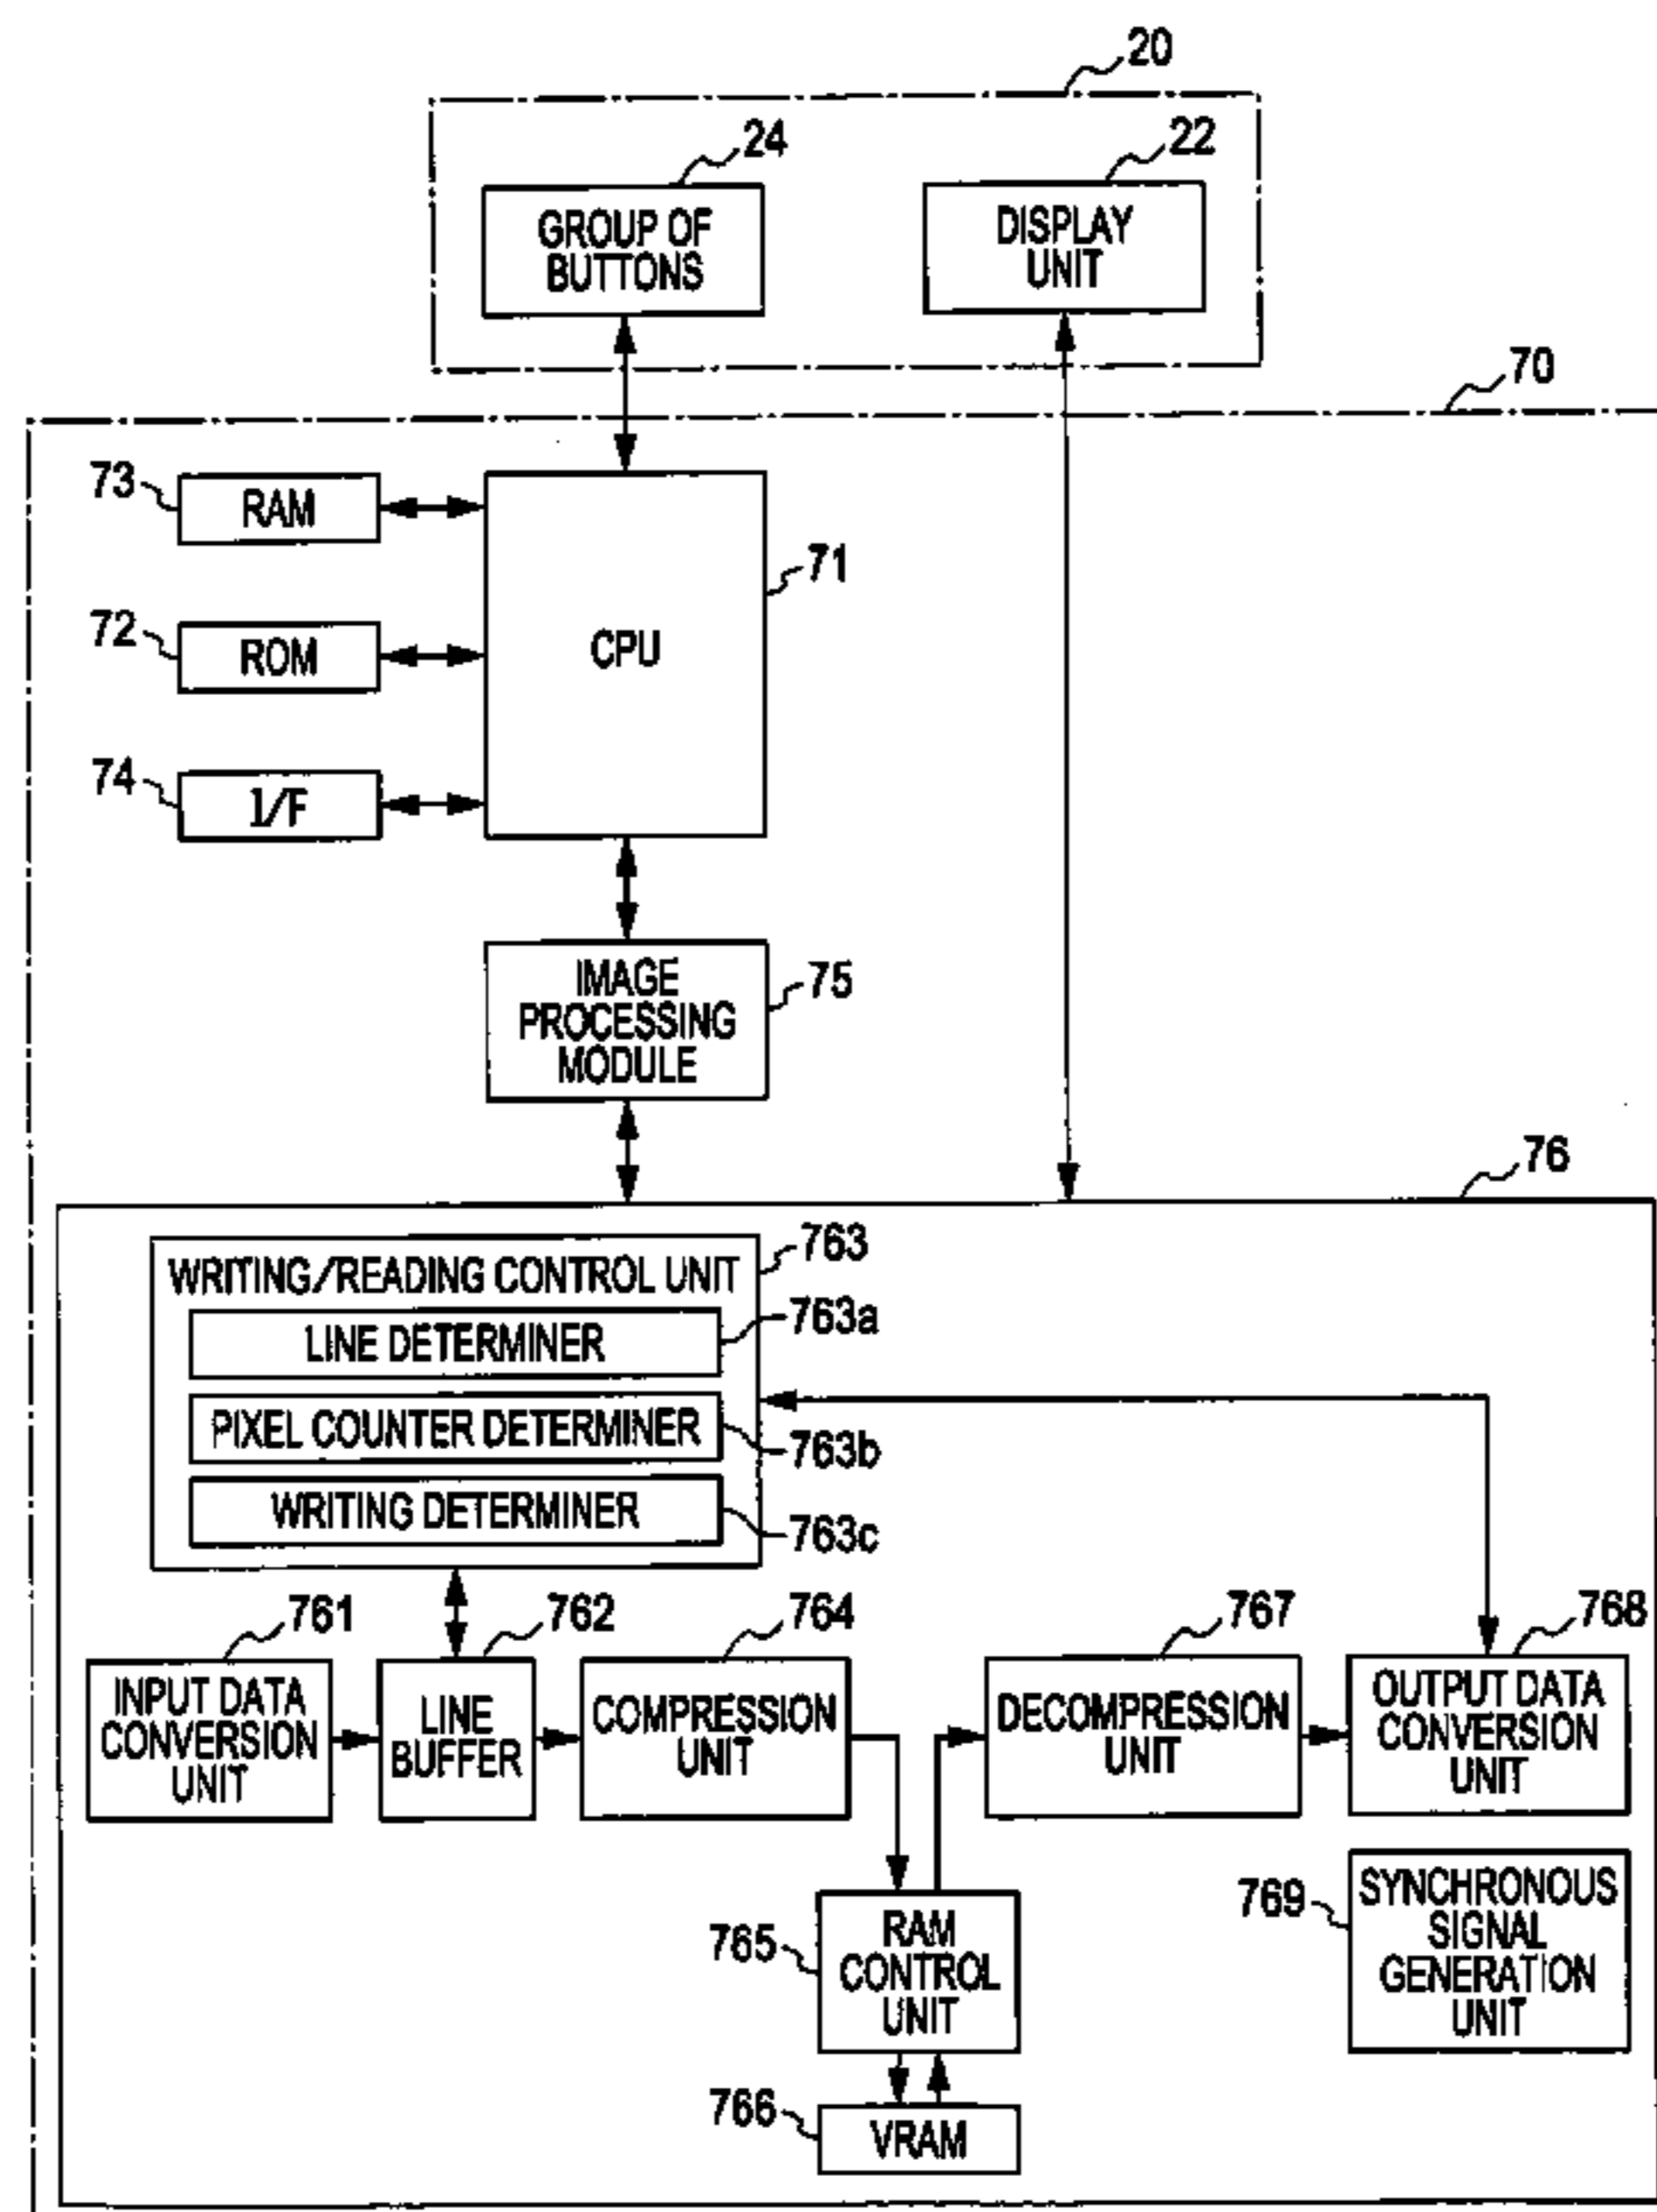 20
24
22
GROUP OF
BUTTONS
DISPLAY
UNIT
70
73
RAM
71
CPU
72
ROM
74
I/F
IMAGE
PROCESSING
MODULE
75
76
763
WRITING/READING CONTROL UNIT
763a
LINE DETERMINER
PIXEL COUNTER DETERMINER
763b
WRITING DETERMINER
763c
761
762
764
767
768
INPUT DATA
CONVERSION
UNIT
LINE
BUFFER
COMPRESSION
UNIT
DECOMPRESSION
UNIT
OUTPUT DATA
CONVERSION
UNIT
765
RAM
CONTROL
UNIT
769
SYNCHRONOUS
SIGNAL
GENERATION
UNIT
766
VRAM